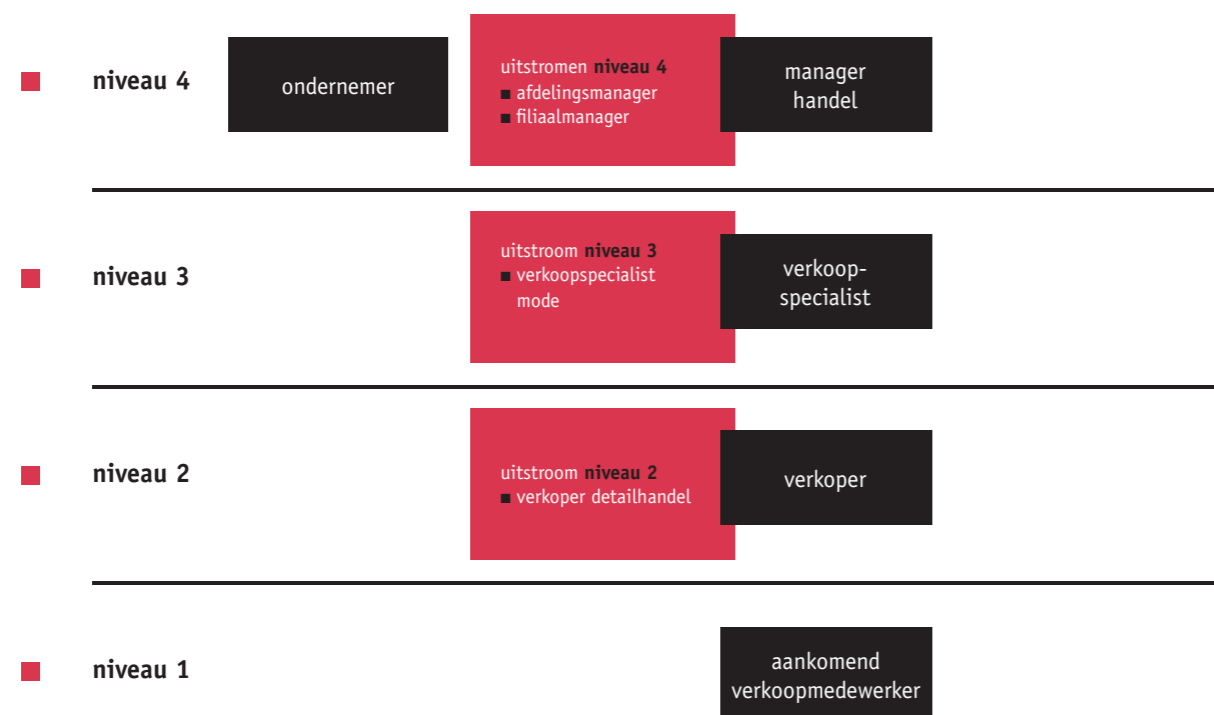 niveau 4
ondernemer
uitstromen niveau 4
■ afdelingsmanager
■ filiaalmanager
manager
handel
niveau 3
uitstroom niveau 3
■ verkoopspecialist
mode
verkoop-
specialist
niveau 2
uitstroom niveau 2
■ verkoper detailhandel
verkoper
niveau 1
aankomend
verkoopmedewerker